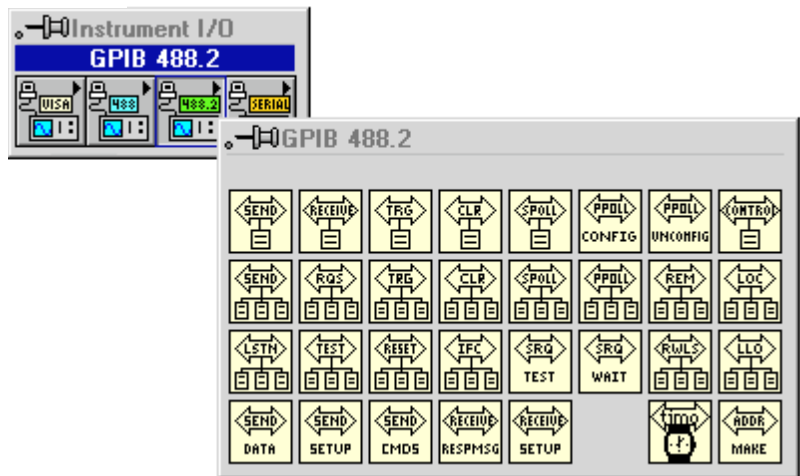 Instrument I/O
GPIB 488.2
VISA 488 488.2 SERIAL
GPIB 488.2
SEND RECEIVE TRG CLR SPOLL PPOLL PPOLL CONTROL
CONFIG UNCONFIG
SEND RQS TRG CLR SPOLL PPOLL REM LOC
LSTN TEST RESET IFC SRQ SRQ RWLS LLO
TEST WAIT
SEND SEND SEND RECEIVE RECEIVE timo ADDR
DATA SETUP CMDS RESPMSG SETUP MAKE